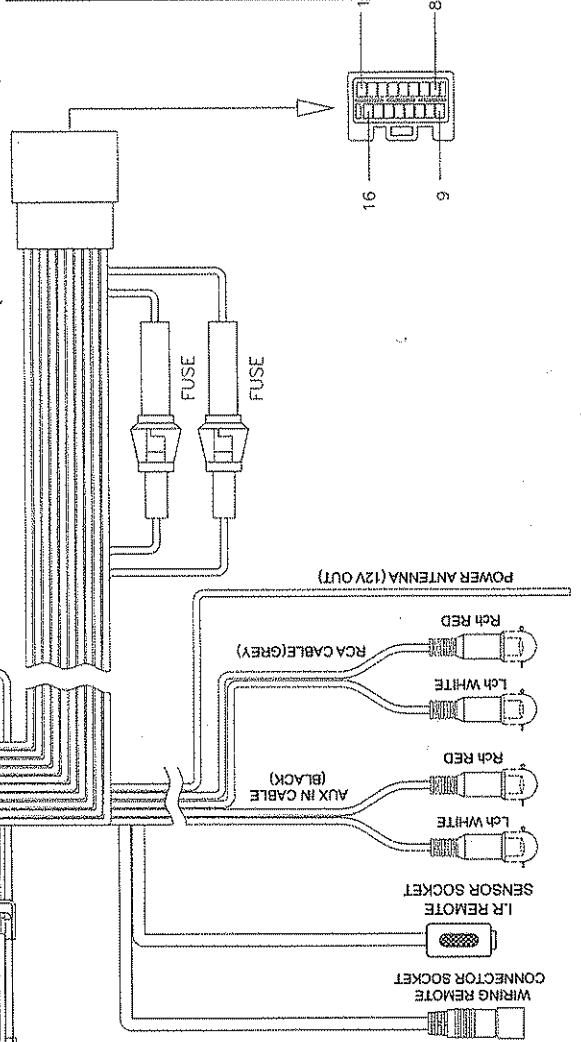 1
8
16
9
FUSE
FUSE
POWER ANTENNA (12V OUT)
RCA CABLE(GREY)
Rch RED
Lch WHITE
AUX IN CABLE
(BLACK)
Rch RED
Lch WHITE
I.R REMOTE
SENSOR SOCKET
WIRING REMOTE
CONNECTOR SOCKET